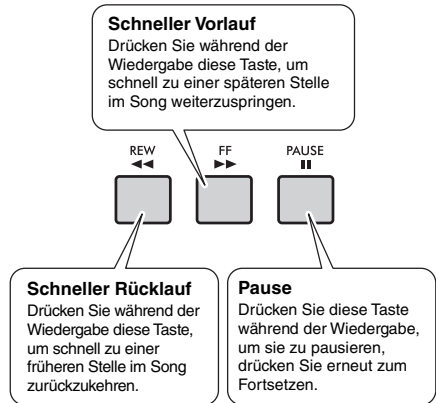 Schneller Vorlauf
Drücken Sie während der
Wiedergabe diese Taste, um
schnell zu einer späteren Stelle
im Song weiterzuspringen.
REW
FF
PAUSE
Schneller Rücklauf
Drücken Sie während der
Wiedergabe diese Taste,
um schnell zu einer
früheren Stelle im Song
zurückzukehren.
Pause
Drücken Sie diese Taste
während der Wiedergabe,
um sie zu pausieren,
drücken Sie erneut zum
Fortsetzen.